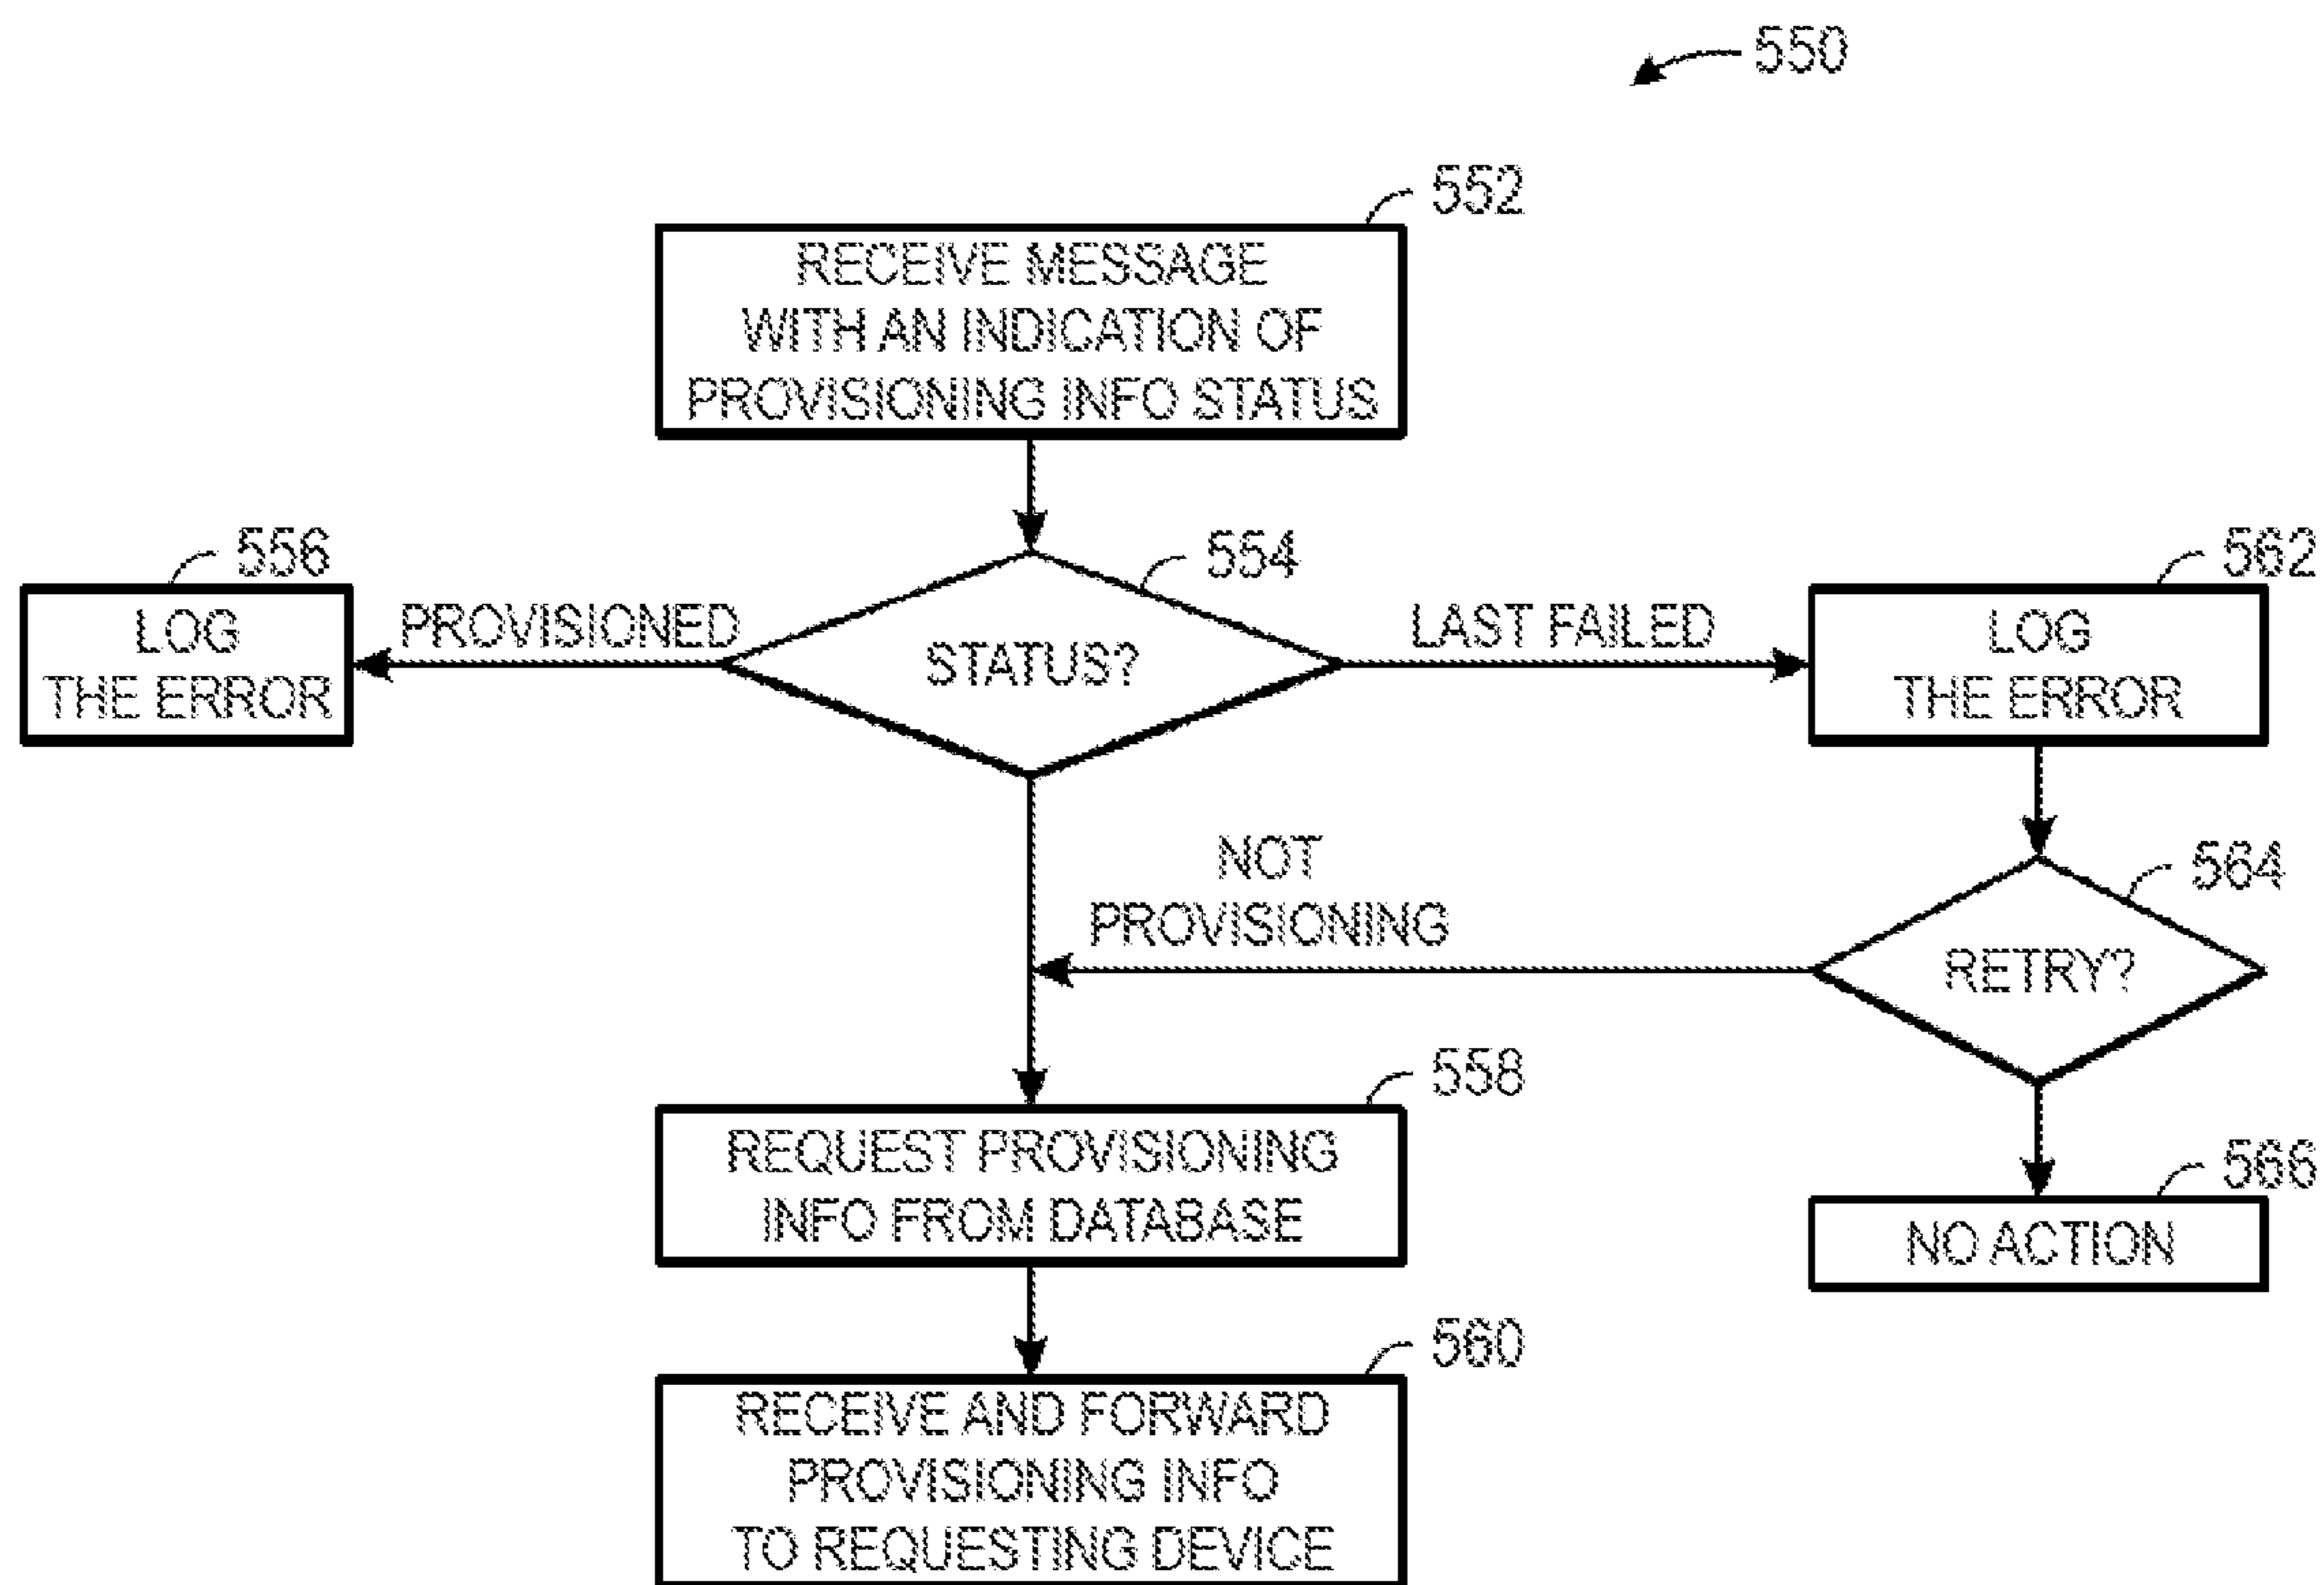 550
552
RECEIVE MESSAGE
WITH AN INDICATION OF
PROVISIONING INFO STATUS
556
LOG
THE ERROR
PROVISIONED
554
STATUS?
LAST FAILED
562
LOG
THE ERROR
NOT
PROVISIONING
564
RETRY?
558
REQUEST PROVISIONING
INFO FROM DATABASE
566
NO ACTION
560
RECEIVE AND FORWARD
PROVISIONING INFO
TO REQUESTING DEVICE